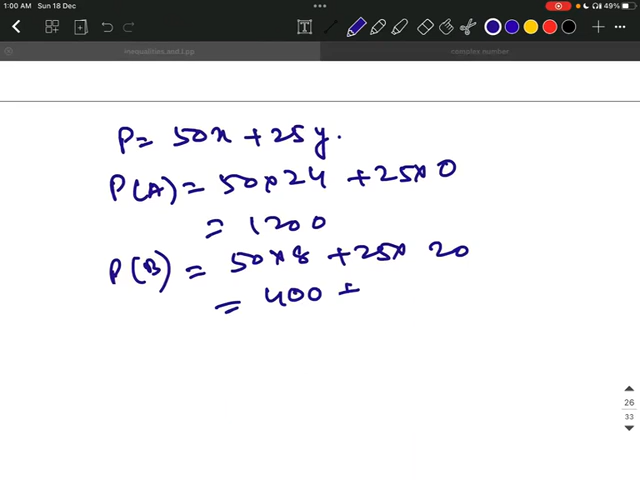 1:00 AM Sun 18 Dec
49%
inequalities.and.l.pp
complex number
P= 50x +25y.
P(A) = 50×24 +25×0
= 1200
P(B) = 50×8 +25× 20
= 400 +
26
33